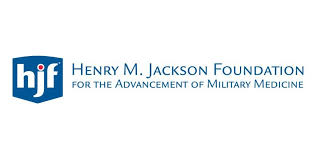 hjf
HENRY M. JACKSON FOUNDATION
FOR THE ADVANCEMENT OF MILITARY MEDICINE